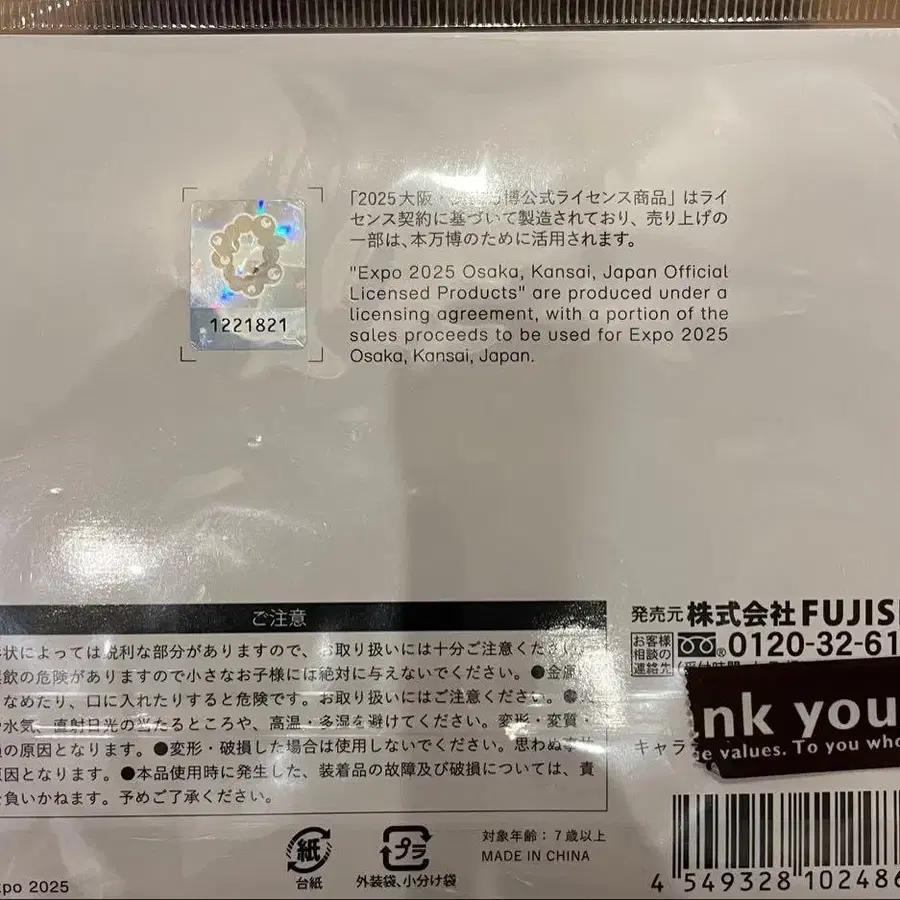 「2025大阪・ 万博公式ライセンス商品」はライ
センス契約に基づいて製造されており、売り上げの
一部は、本万博のために活用されます。
"Expo 2025 Osaka, Kansai, Japan Official
Licensed Products" are produced under a
licensing agreement, with a portion of the
sales proceeds to be used for Expo 2025
Osaka, Kansai, Japan.
1221821
ご注意
状によっては鋭利な部分がありますので、お取り扱いには十分ご注意くださ
飲の危険がありますので小さなお子様には絶対に与えないでください。●金
なめたり、口に入れたりすると危険です。お取り扱いにはご注意ください。
水気、直射日光の当たるところや、高温・多湿を避けてください。変形・変質・
の原因となります。●変形・破損した場合は使用しないでください。思わぬ
原因となります。●本品使用時に発生した、装着品の故障及び破損については、責
負いかねます。予めご了承ください。
発売元 株式会社FUJIS
お客様
相談の
連絡先
0120-32-61
nk you
values. To you who
キャラ
紙
台紙
プラ
外装袋、小分け袋
対象年齢：7歳以上
MADE IN CHINA
4 549328 102486
xpo 2025